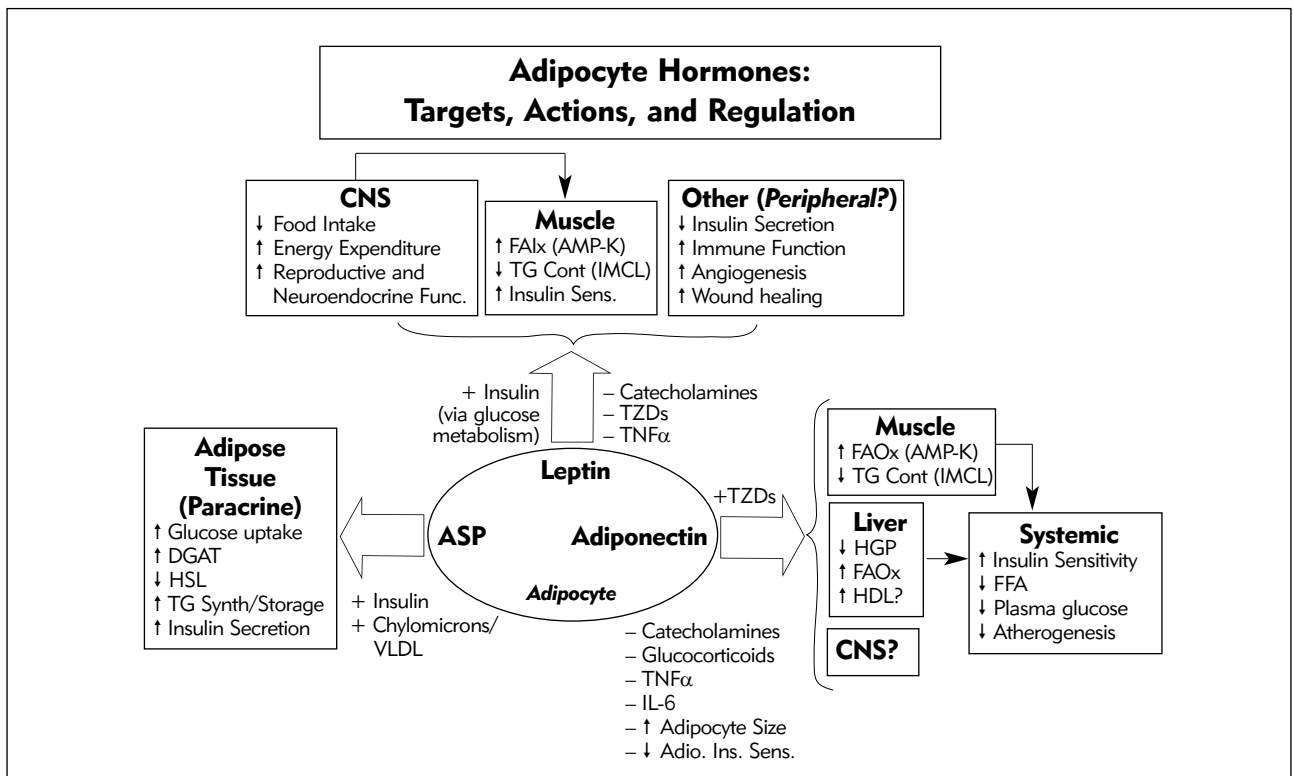 Adipocyte Hormones:
Targets, Actions, and Regulation
CNS
↓ Food Intake
↑ Energy Expenditure
↑ Reproductive and
Neuroendocrine Func.
Muscle
↑ FAIx (AMP-K)
↓ TG Cont (IMCL)
↑ Insulin Sens.
Other (Peripheral?)
↓ Insulin Secretion
↑ Immune Function
↑ Angiogenesis
↑ Wound healing
+ Insulin
(via glucose
metabolism)
– Catecholamines
– TZDs
– TNFα
Adipose
Tissue
(Paracrine)
↑ Glucose uptake
↑ DGAT
↓ HSL
↑ TG Synth/Storage
↑ Insulin Secretion
+ Insulin
+ Chylomicrons/
VLDL
Leptin
ASP
Adiponectin
Adipocyte
+TZDs
– Catecholamines
– Glucocorticoids
– TNFα
– IL-6
– ↑ Adipocyte Size
– ↓ Adio. Ins. Sens.
Muscle
↑ FAOx (AMP-K)
↓ TG Cont (IMCL)
Liver
↓ HGP
↑ FAOx
↑ HDL?
CNS?
Systemic
↑ Insulin Sensitivity
↓ FFA
↓ Plasma glucose
↓ Atherogenesis